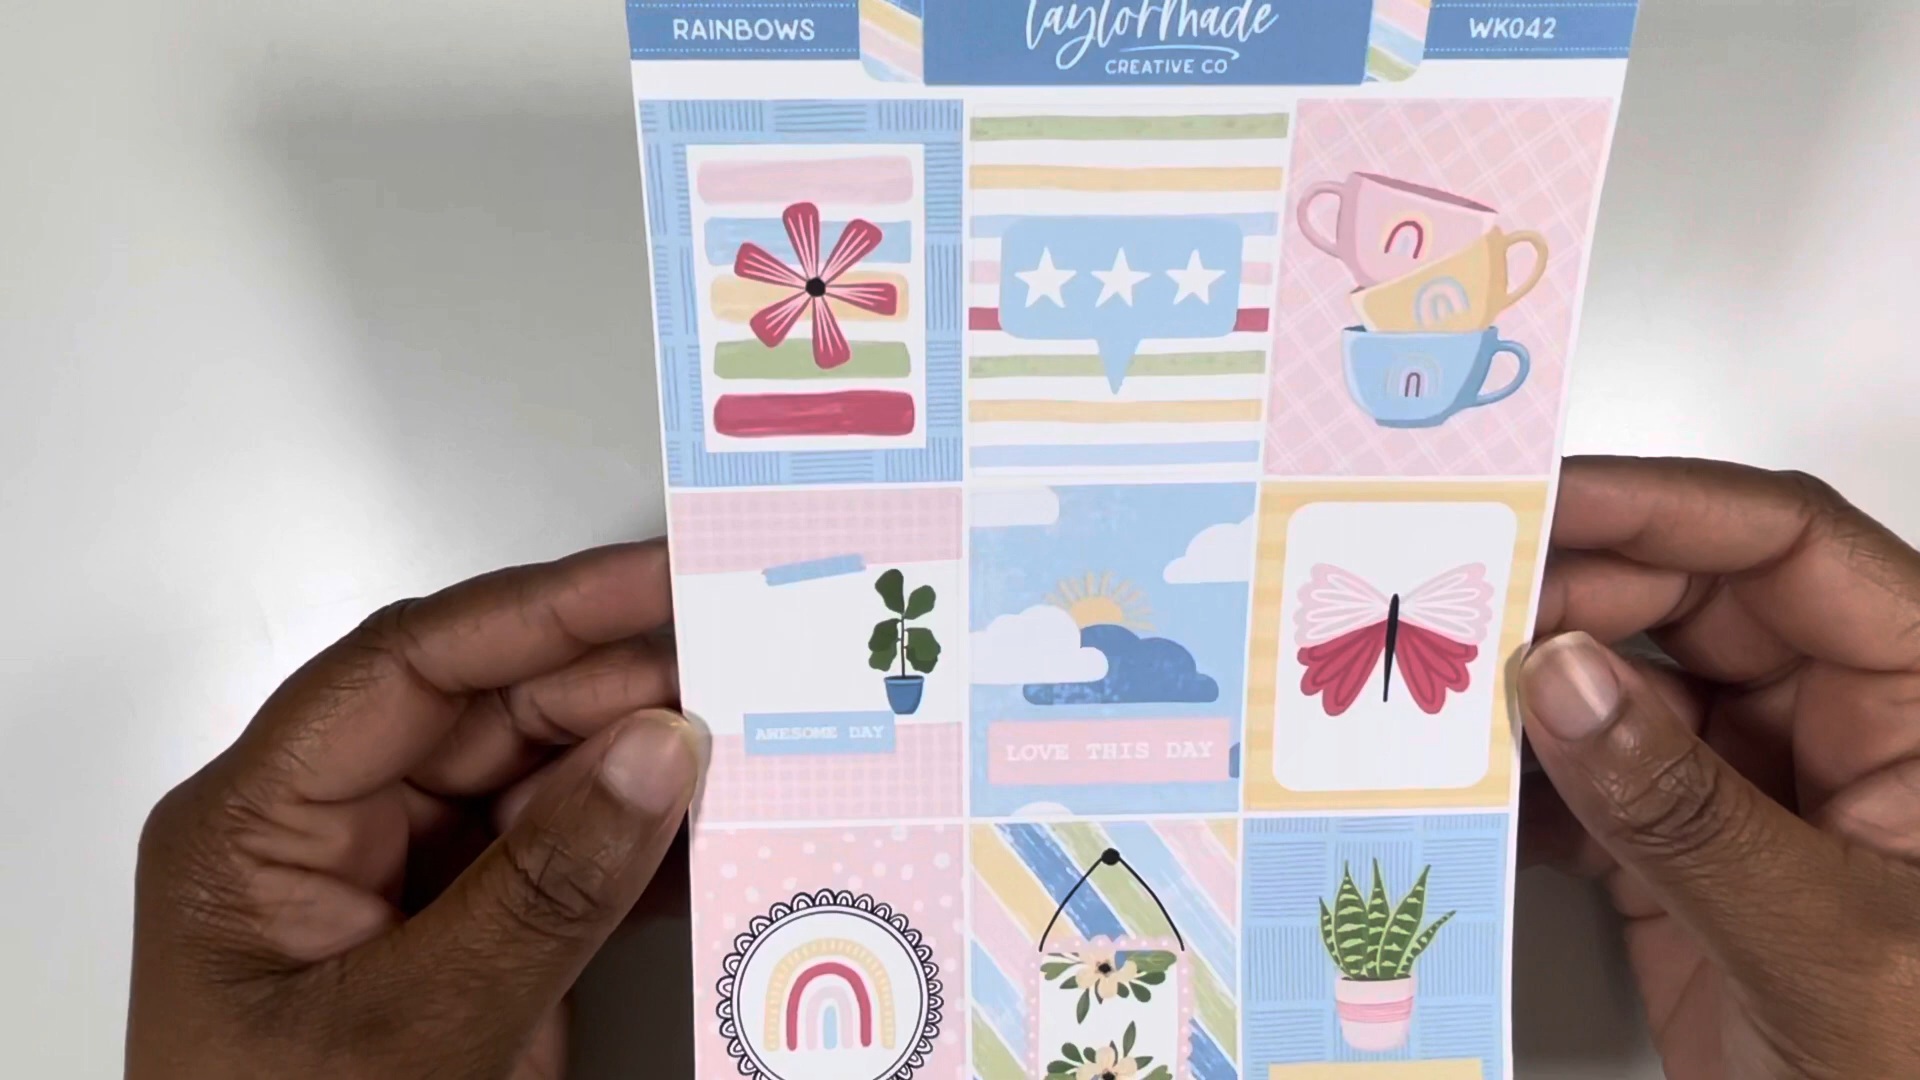 RAINBOWS
taylormade
CREATIVE CO
WK042
AWESOME DAY
LOVE THIS DAY